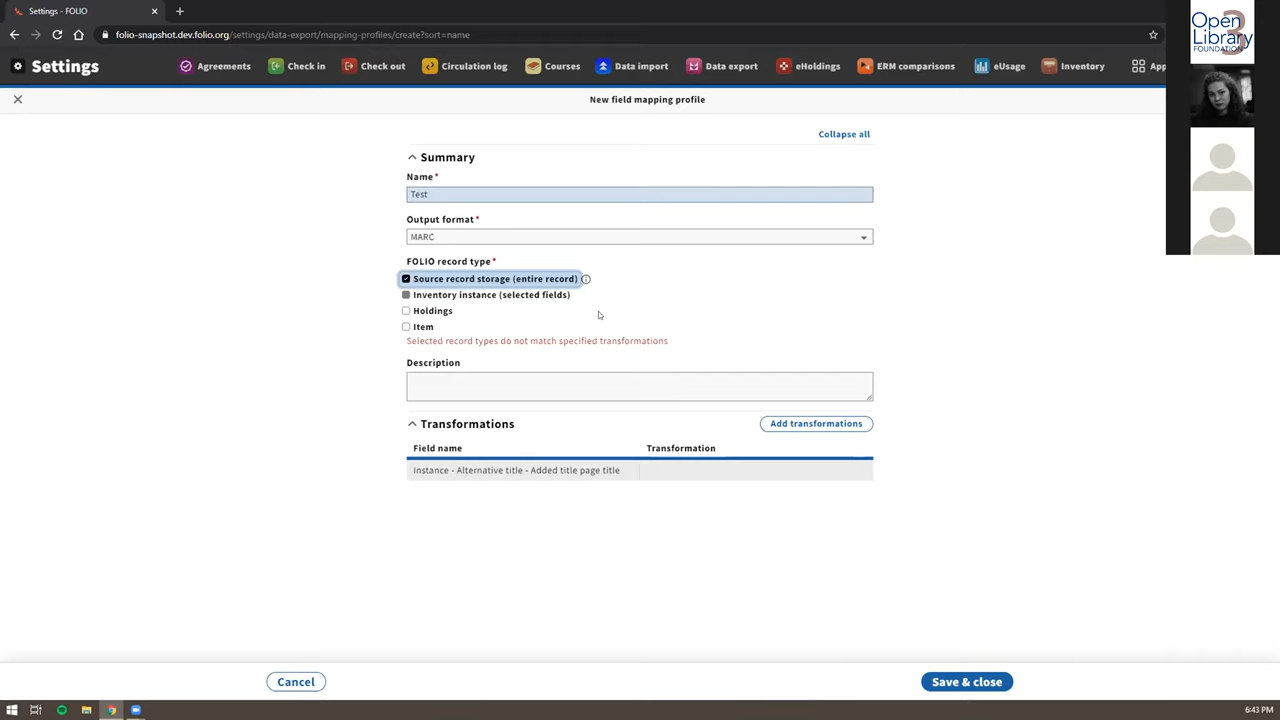 Settings - FOLIO
folio-snapshot.dev.folio.org/settings/data-export/mapping-profiles/create?sort=name
Settings
Agreements
Check in
Check out
Circulation log
Courses
Data import
Data export
eHoldings
ERM comparisons
eUsage
Inventory
App
Open
Library
FOUNDATION
3
New field mapping profile
Collapse all
Summary
Name*
Test
Output format*
MARC
FOLIO record type*
Source record storage (entire record)
Inventory instance (selected fields)
Holdings
Item
Selected record types do not match specified transformations
Description
Transformations
Add transformations
Field name Transformation
Instance - Alternative title - Added title page title
Cancel
Save & close
6:43 PM